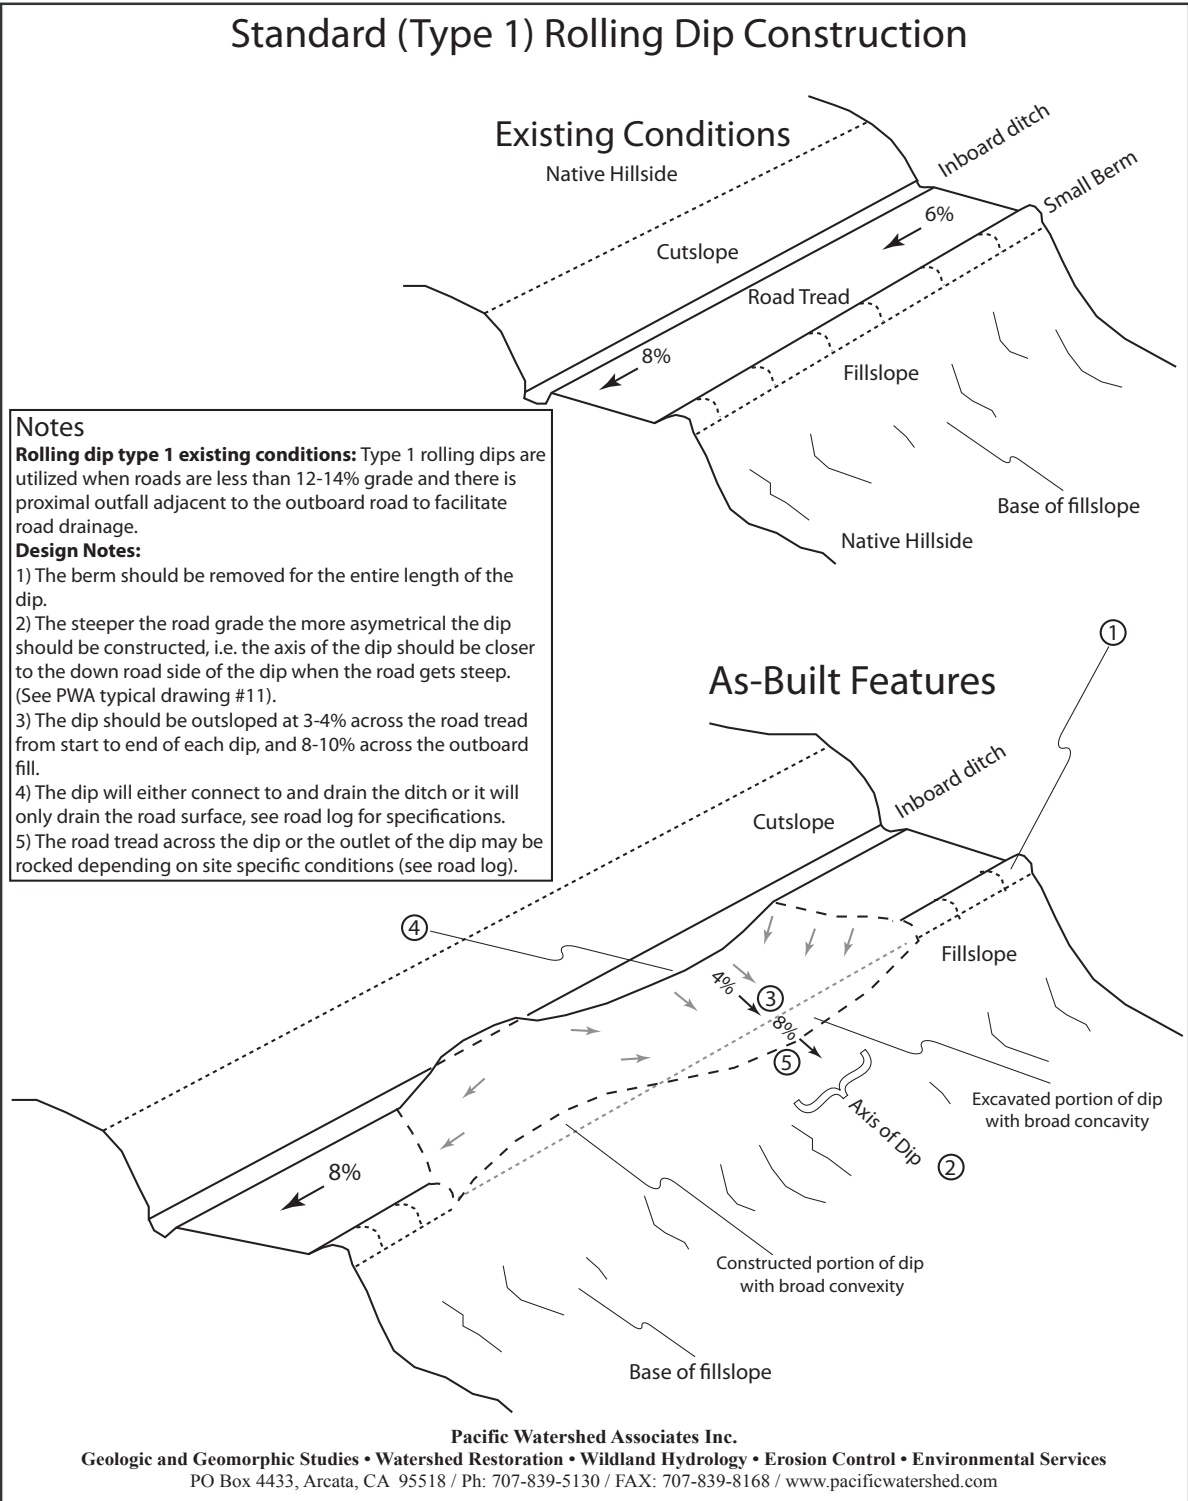 Standard (Type 1) Rolling Dip Construction
Existing Conditions
Native Hillside
Inboard ditch
Small Berm
6%
Cutslope
Road Tread
8%
Fillslope
Base of fillslope
Native Hillside
Notes
Rolling dip type 1 existing conditions: Type 1 rolling dips are
utilized when roads are less than 12-14% grade and there is
proximal outfall adjacent to the outboard road to facilitate
road drainage.
Design Notes:
1) The berm should be removed for the entire length of the
dip.
2) The steeper the road grade the more asymetrical the dip
should be constructed, i.e. the axis of the dip should be closer
to the down road side of the dip when the road gets steep.
(See PWA typical drawing #11).
3) The dip should be outsloped at 3-4% across the road tread
from start to end of each dip, and 8-10% across the outboard
fill.
4) The dip will either connect to and drain the ditch or it will
only drain the road surface, see road log for specifications.
5) The road tread across the dip or the outlet of the dip may be
rocked depending on site specific conditions (see road log).
As-Built Features
1
Inboard ditch
Cutslope
4
Fillslope
4%
3
8%
5
Excavated portion of dip
with broad concavity
Axis of Dip
2
8%
Constructed portion of dip
with broad convexity
Base of fillslope
Pacific Watershed Associates Inc.
Geologic and Geomorphic Studies • Watershed Restoration • Wildland Hydrology • Erosion Control • Environmental Services
PO Box 4433, Arcata, CA 95518 / Ph: 707-839-5130 / FAX: 707-839-8168 / www.pacificwatershed.com